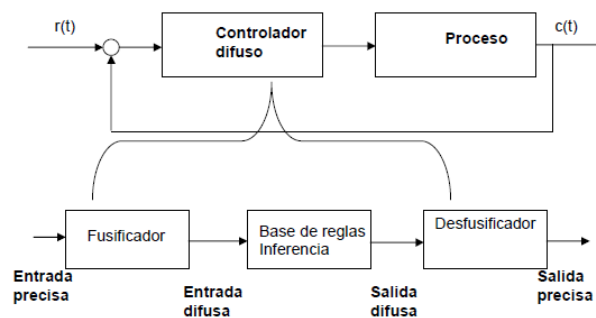 r(t)
Controlador
difuso
Proceso
c(t)
Fusificador
Base de reglas
Inferencia
Desfusificador
Entrada
precisa
Entrada
difusa
Salida
difusa
Salida
precisa